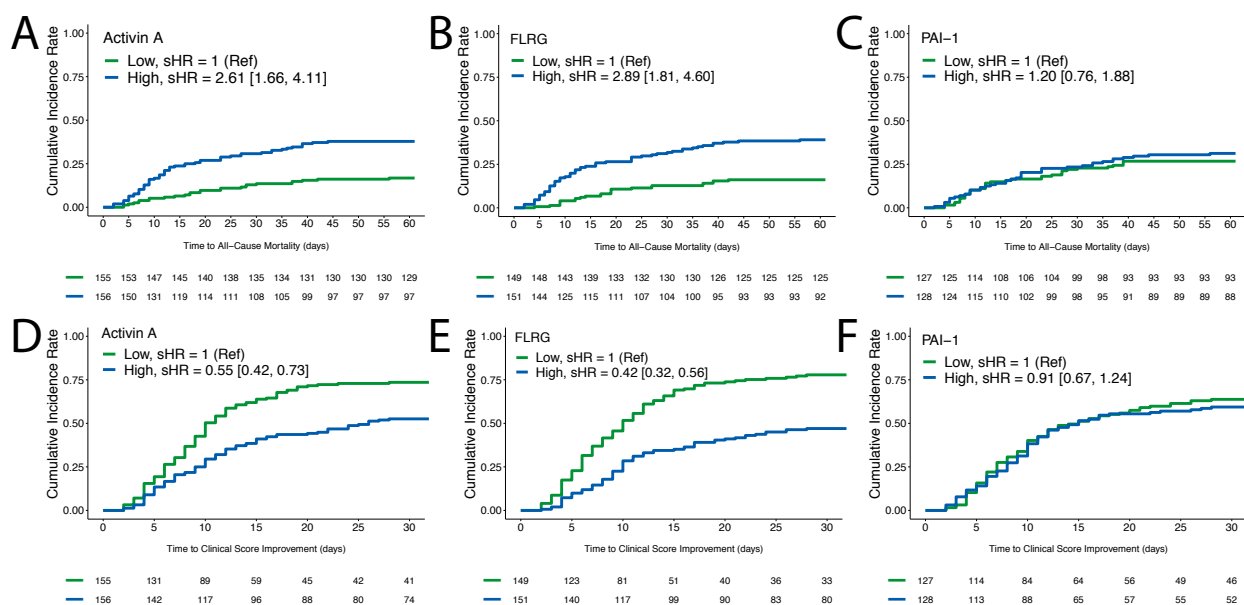 A
Activin A
Low, sHR = 1 (Ref)
High, sHR = 2.61 [1.66, 4.11]
Cumulative Incidence Rate
1.00
0.75
0.50
0.25
0.00
0 5 10 15 20 25 30 35 40 45 50 55 60
Time to All−Cause Mortality (days)
155 153 147 145 140 138 135 134 131 130 130 130 129
156 150 131 119 114 111 108 105 99 97 97 97 97
B
FLRG
Low, sHR = 1 (Ref)
High, sHR = 2.89 [1.81, 4.60]
Cumulative Incidence Rate
1.00
0.75
0.50
0.25
0.00
0 5 10 15 20 25 30 35 40 45 50 55 60
Time to All−Cause Mortality (days)
149 148 143 139 133 132 130 130 126 125 125 125 125
151 144 125 115 111 107 104 100 95 93 93 93 92
C
PAI−1
Low, sHR = 1 (Ref)
High, sHR = 1.20 [0.76, 1.88]
Cumulative Incidence Rate
1.00
0.75
0.50
0.25
0.00
0 5 10 15 20 25 30 35 40 45 50 55 60
Time to All−Cause Mortality (days)
127 125 114 108 106 104 99 98 93 93 93 93 93
128 124 115 110 102 99 98 95 91 89 89 89 88
D
Activin A
Low, sHR = 1 (Ref)
High, sHR = 0.55 [0.42, 0.73]
Cumulative Incidence Rate
1.00
0.75
0.50
0.25
0.00
0 5 10 15 20 25 30
Time to Clinical Score Improvement (days)
155 131 89 59 45 42 41
156 142 117 96 88 80 74
E
FLRG
Low, sHR = 1 (Ref)
High, sHR = 0.42 [0.32, 0.56]
Cumulative Incidence Rate
1.00
0.75
0.50
0.25
0.00
0 5 10 15 20 25 30
Time to Clinical Score Improvement (days)
149 123 81 51 40 36 33
151 140 117 99 90 83 80
F
PAI−1
Low, sHR = 1 (Ref)
High, sHR = 0.91 [0.67, 1.24]
Cumulative Incidence Rate
1.00
0.75
0.50
0.25
0.00
0 5 10 15 20 25 30
Time to Clinical Score Improvement (days)
127 114 84 64 56 49 46
128 113 88 65 57 55 52